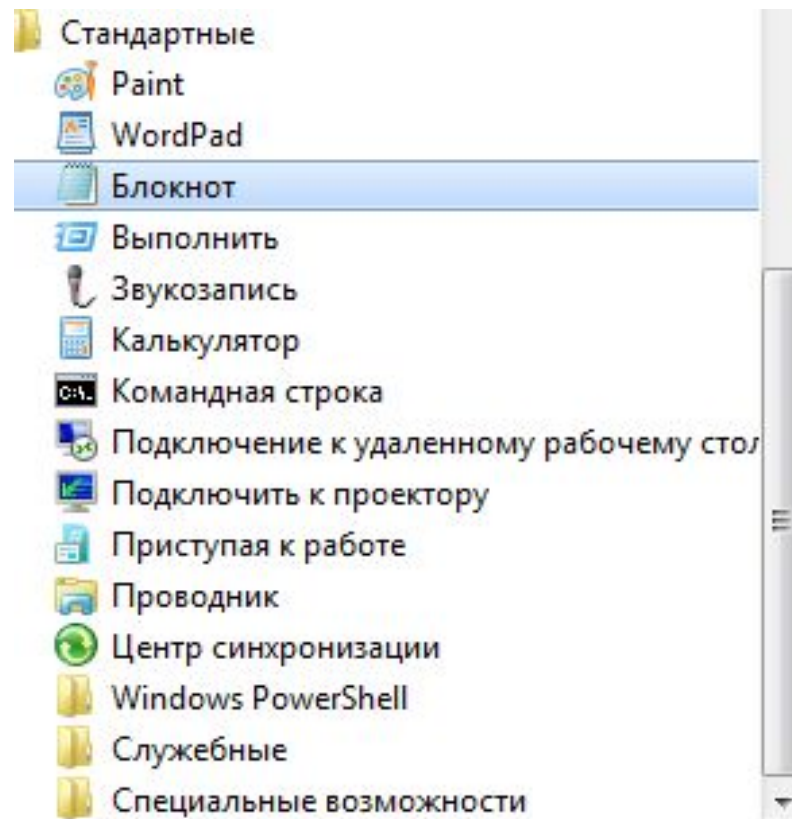 Стандартные
Paint
WordPad
Блокнот
Выполнить
Звукозапись
Калькулятор
C:\.
Командная строка
Подключение к удаленному рабочему стол
Подключить к проектору
Приступая к работе
Проводник
Центр синхронизации
Windows PowerShell
Служебные
Специальные возможности